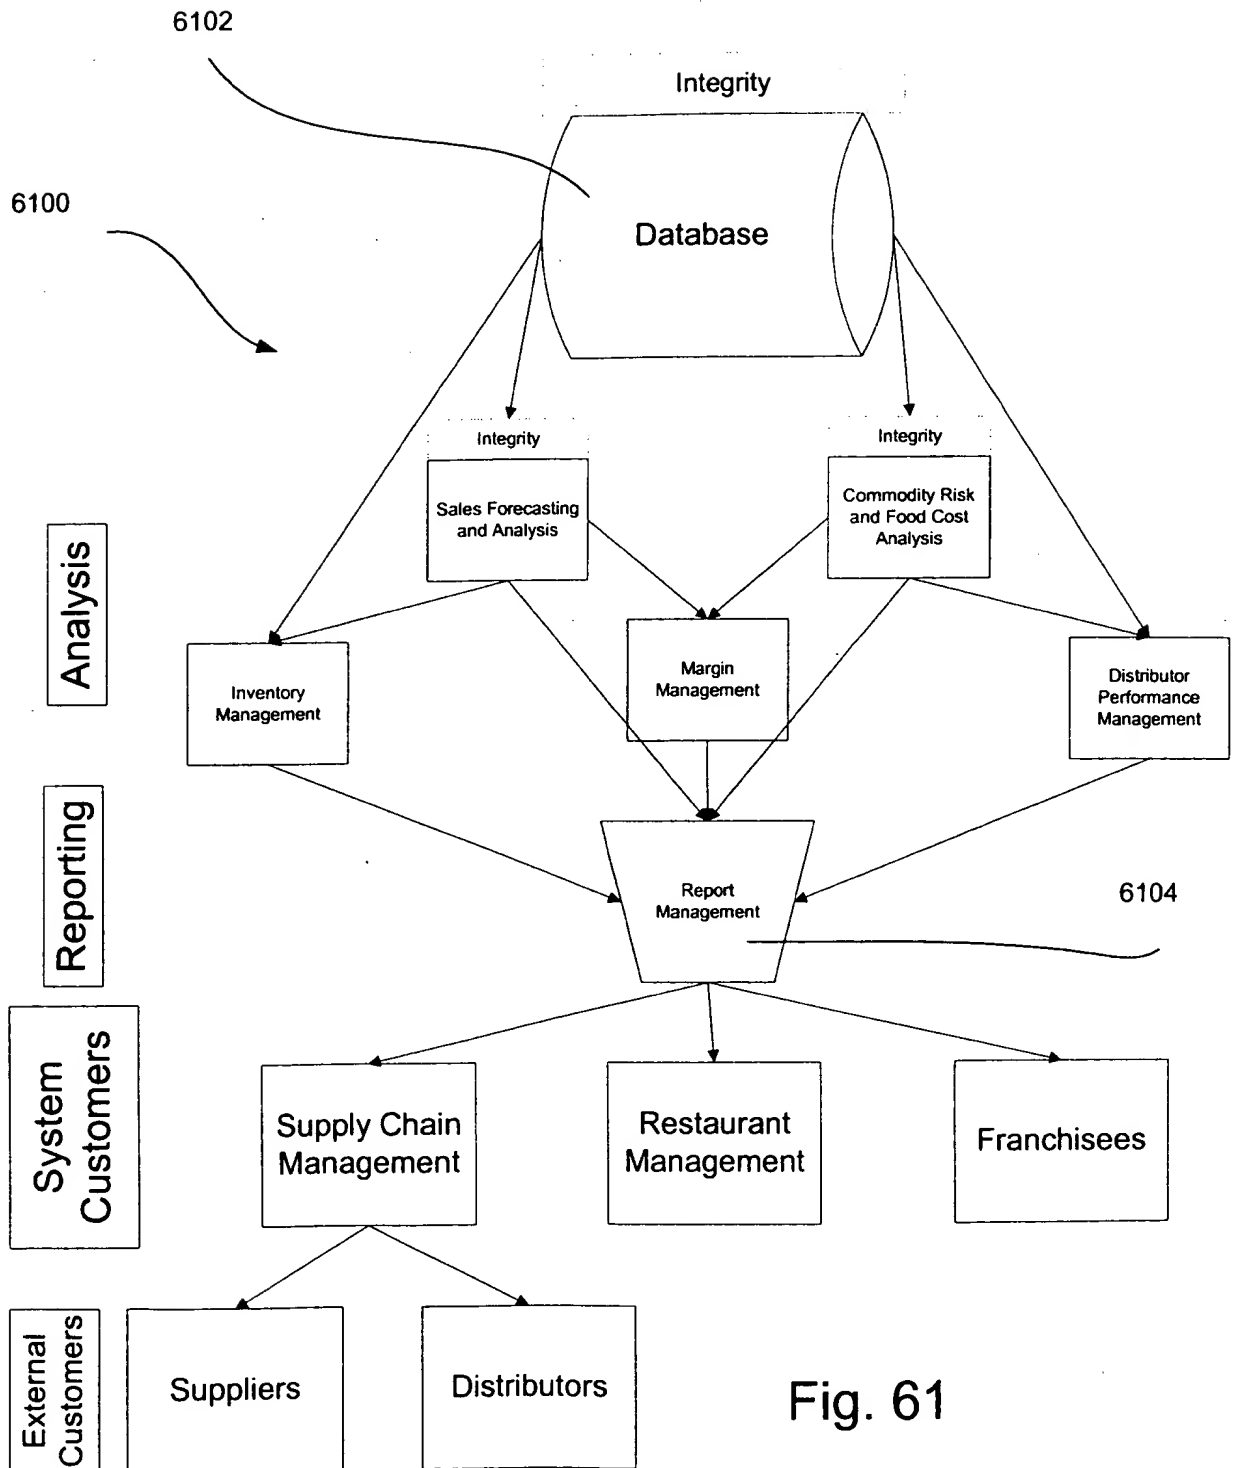 6102
Integrity
6100
Database
Integrity
Integrity
Sales Forecasting
and Analysis
Commodity Risk
and Food Cost
Analysis
Analysis
Inventory
Management
Margin
Management
Distributor
Performance
Management
Reporting
Report
Management
6104
System
Customers
Supply Chain
Management
Restaurant
Management
Franchisees
External
Customers
Suppliers
Distributors
Fig. 61